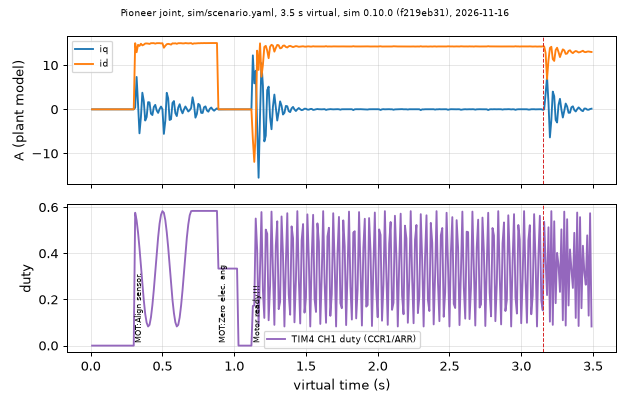 Pioneer joint, sim/scenario.yaml, 3.5 s virtual, sim 0.10.0 (f219eb31), 2026-11-16
A (plant model)
10
0
−10
iq
id
duty
0.6
0.4
0.2
0.0
MOT:Align sensor.
MOT:Zero elec. ang
Motor ready!!!
TIM4 CH1 duty (CCR1/ARR)
0.0 0.5 1.0 1.5 2.0 2.5 3.0 3.5
virtual time (s)